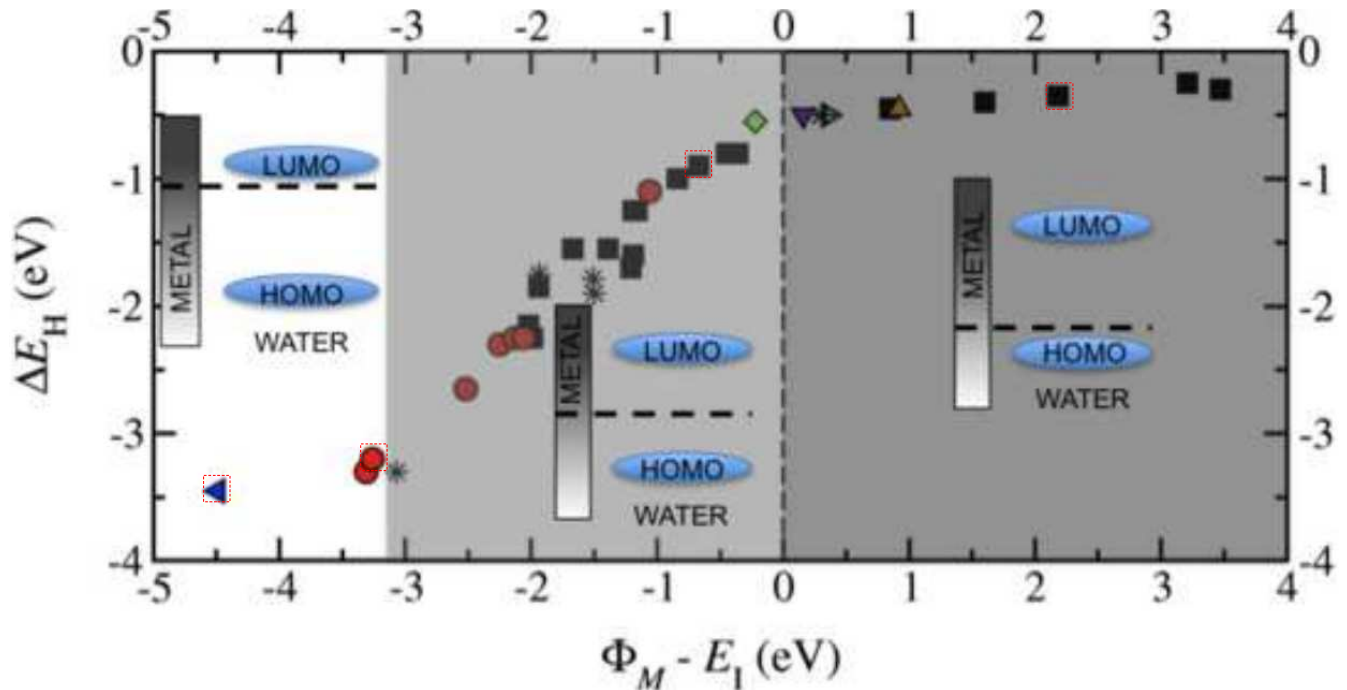 -5 -4 -3 -2 -1 0 1 2 3 4
0 0
-1 -1
-2 -2
-3 -3
-4 -4
ΔE_H (eV)
METAL
LUMO
HOMO
WATER
METAL
LUMO
HOMO
WATER
METAL
LUMO
HOMO
WATER
-5 -4 -3 -2 -1 0 1 2 3 4
Φ_M - E_I (eV)